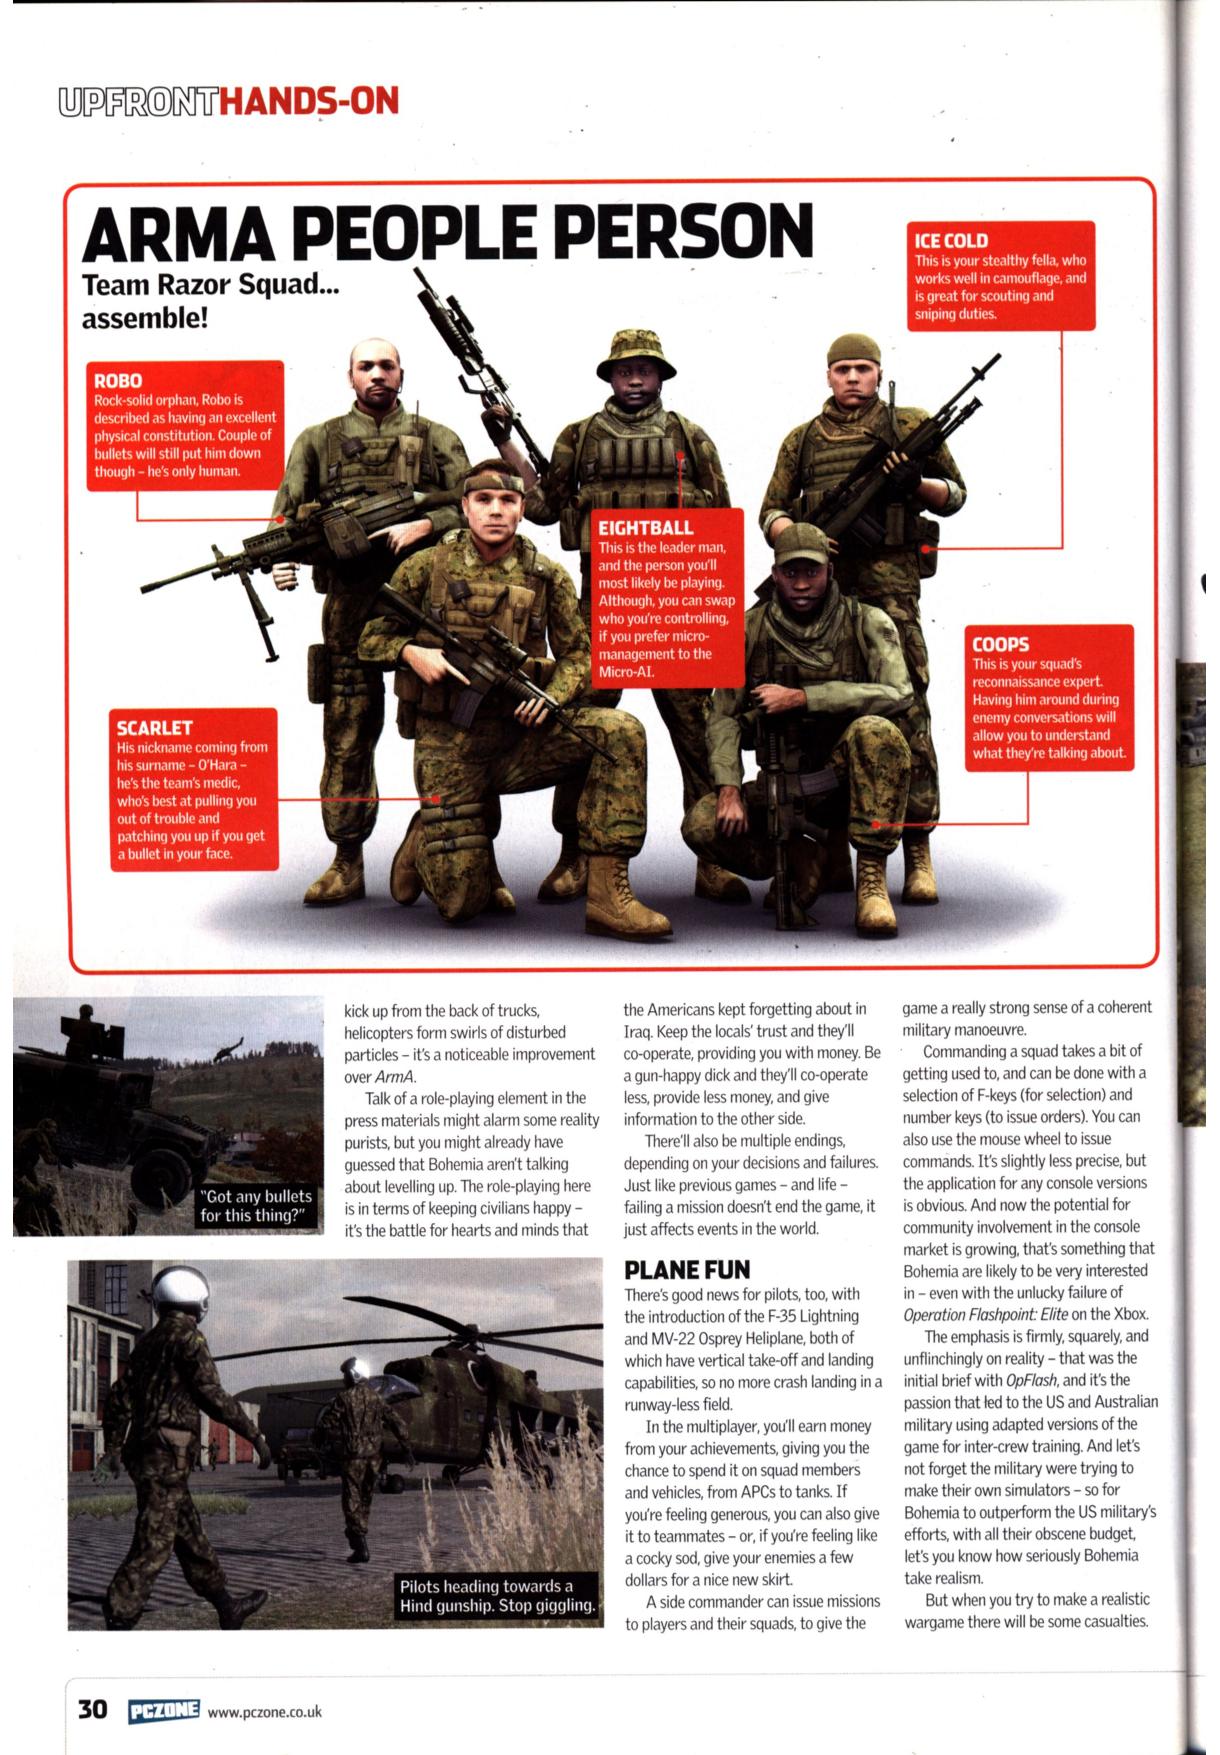 UPFRONTHANDS-ON
ARMA PEOPLE PERSON
Team Razor Squad...
assemble!
ROBO
Rock-solid orphan, Robo is
described as having an excellent
physical constitution. Couple of
bullets will still put him down
though – he's only human.
ICE COLD
This is your stealthy fella, who
works well in camouflage, and
is great for scouting and
sniping duties.
EIGHTBALL
This is the leader man,
and the person you'll
most likely be playing.
Although, you can swap
who you're controlling,
if you prefer micro-
management to the
Micro-AI.
COOPS
This is your squad's
reconnaissance expert.
Having him around during
enemy conversations will
allow you to understand
what they're talking about.
SCARLET
His nickname coming from
his surname – O'Hara –
he's the team's medic,
who's best at pulling you
out of trouble and
patching you up if you get
a bullet in your face.
"Got any bullets
for this thing?"
kick up from the back of trucks,
helicopters form swirls of disturbed
particles – it's a noticeable improvement
over ArmA.
Talk of a role-playing element in the
press materials might alarm some reality
purists, but you might already have
guessed that Bohemia aren't talking
about levelling up. The role-playing here
is in terms of keeping civilians happy –
it's the battle for hearts and minds that
Pilots heading towards a
Hind gunship. Stop giggling.
the Americans kept forgetting about in
Iraq. Keep the locals' trust and they'll
co-operate, providing you with money. Be
a gun-happy dick and they'll co-operate
less, provide less money, and give
information to the other side.
There'll also be multiple endings,
depending on your decisions and failures.
Just like previous games – and life –
failing a mission doesn't end the game, it
just affects events in the world.
PLANE FUN
There's good news for pilots, too, with
the introduction of the F-35 Lightning
and MV-22 Osprey Heliplane, both of
which have vertical take-off and landing
capabilities, so no more crash landing in a
runway-less field.
In the multiplayer, you'll earn money
from your achievements, giving you the
chance to spend it on squad members
and vehicles, from APCs to tanks. If
you're feeling generous, you can also give
it to teammates – or, if you're feeling like
a cocky sod, give your enemies a few
dollars for a nice new skirt.
A side commander can issue missions
to players and their squads, to give the
game a really strong sense of a coherent
military manoeuvre.
Commanding a squad takes a bit of
getting used to, and can be done with a
selection of F-keys (for selection) and
number keys (to issue orders). You can
also use the mouse wheel to issue
commands. It's slightly less precise, but
the application for any console versions
is obvious. And now the potential for
community involvement in the console
market is growing, that's something that
Bohemia are likely to be very interested
in – even with the unlucky failure of
Operation Flashpoint: Elite on the Xbox.
The emphasis is firmly, squarely, and
unflinchingly on reality – that was the
initial brief with OpFlash, and it's the
passion that led to the US and Australian
military using adapted versions of the
game for inter-crew training. And let's
not forget the military were trying to
make their own simulators – so for
Bohemia to outperform the US military's
efforts, with all their obscene budget,
let's you know how seriously Bohemia
take realism.
But when you try to make a realistic
wargame there will be some casualties.
30 PCZONE www.pczone.co.uk